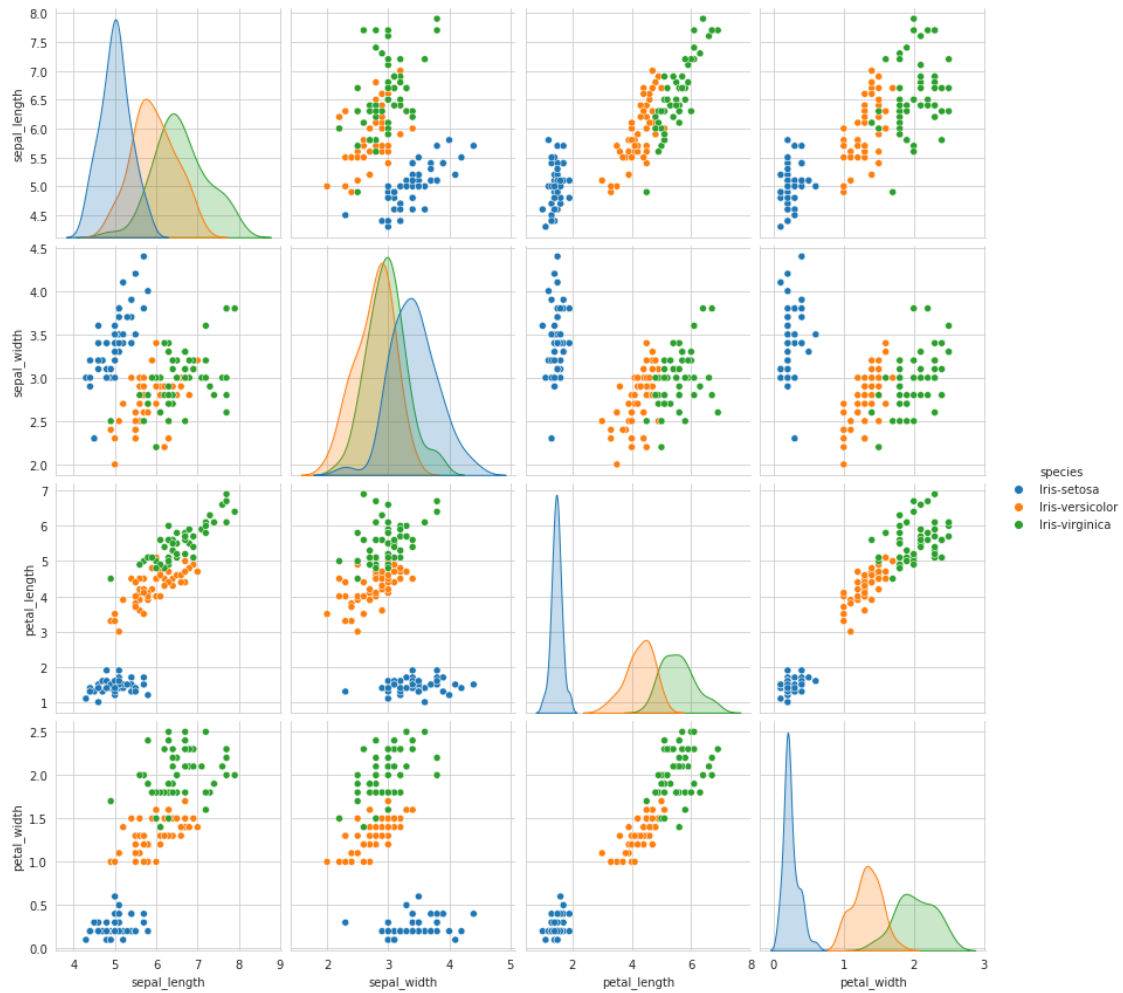 8.0
7.5
7.0
6.5
6.0
5.5
5.0
4.5
sepal_length
4.5
4.0
3.5
3.0
2.5
2.0
sepal_width
species
Iris-setosa
Iris-versicolor
Iris-virginica
7
6
5
4
3
2
1
petal_length
2.5
2.0
1.5
1.0
0.5
0.0
petal_width
4 5 6 7 8 9
sepal_length
2 3 4 5
sepal_width
2 4 6 8
petal_length
0 1 2 3
petal_width